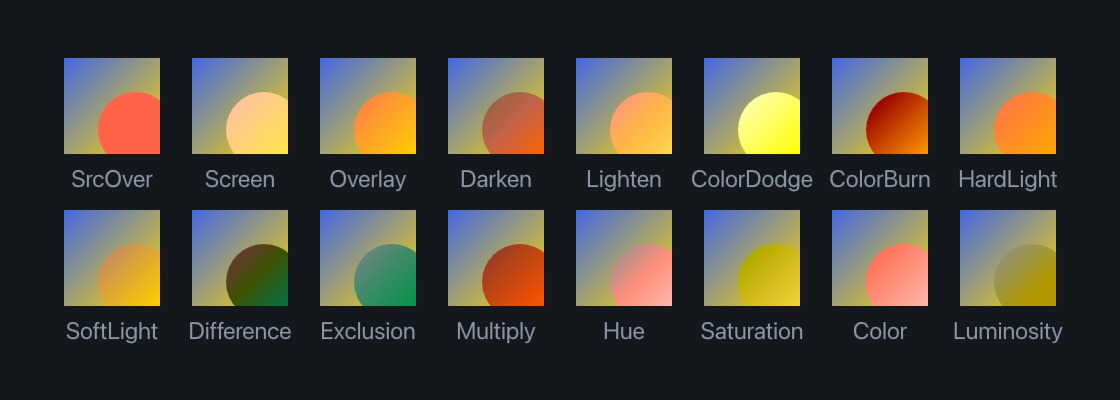 SrcOver Screen Overlay Darken Lighten ColorDodge ColorBurn HardLight
SoftLight Difference Exclusion Multiply Hue Saturation Color Luminosity